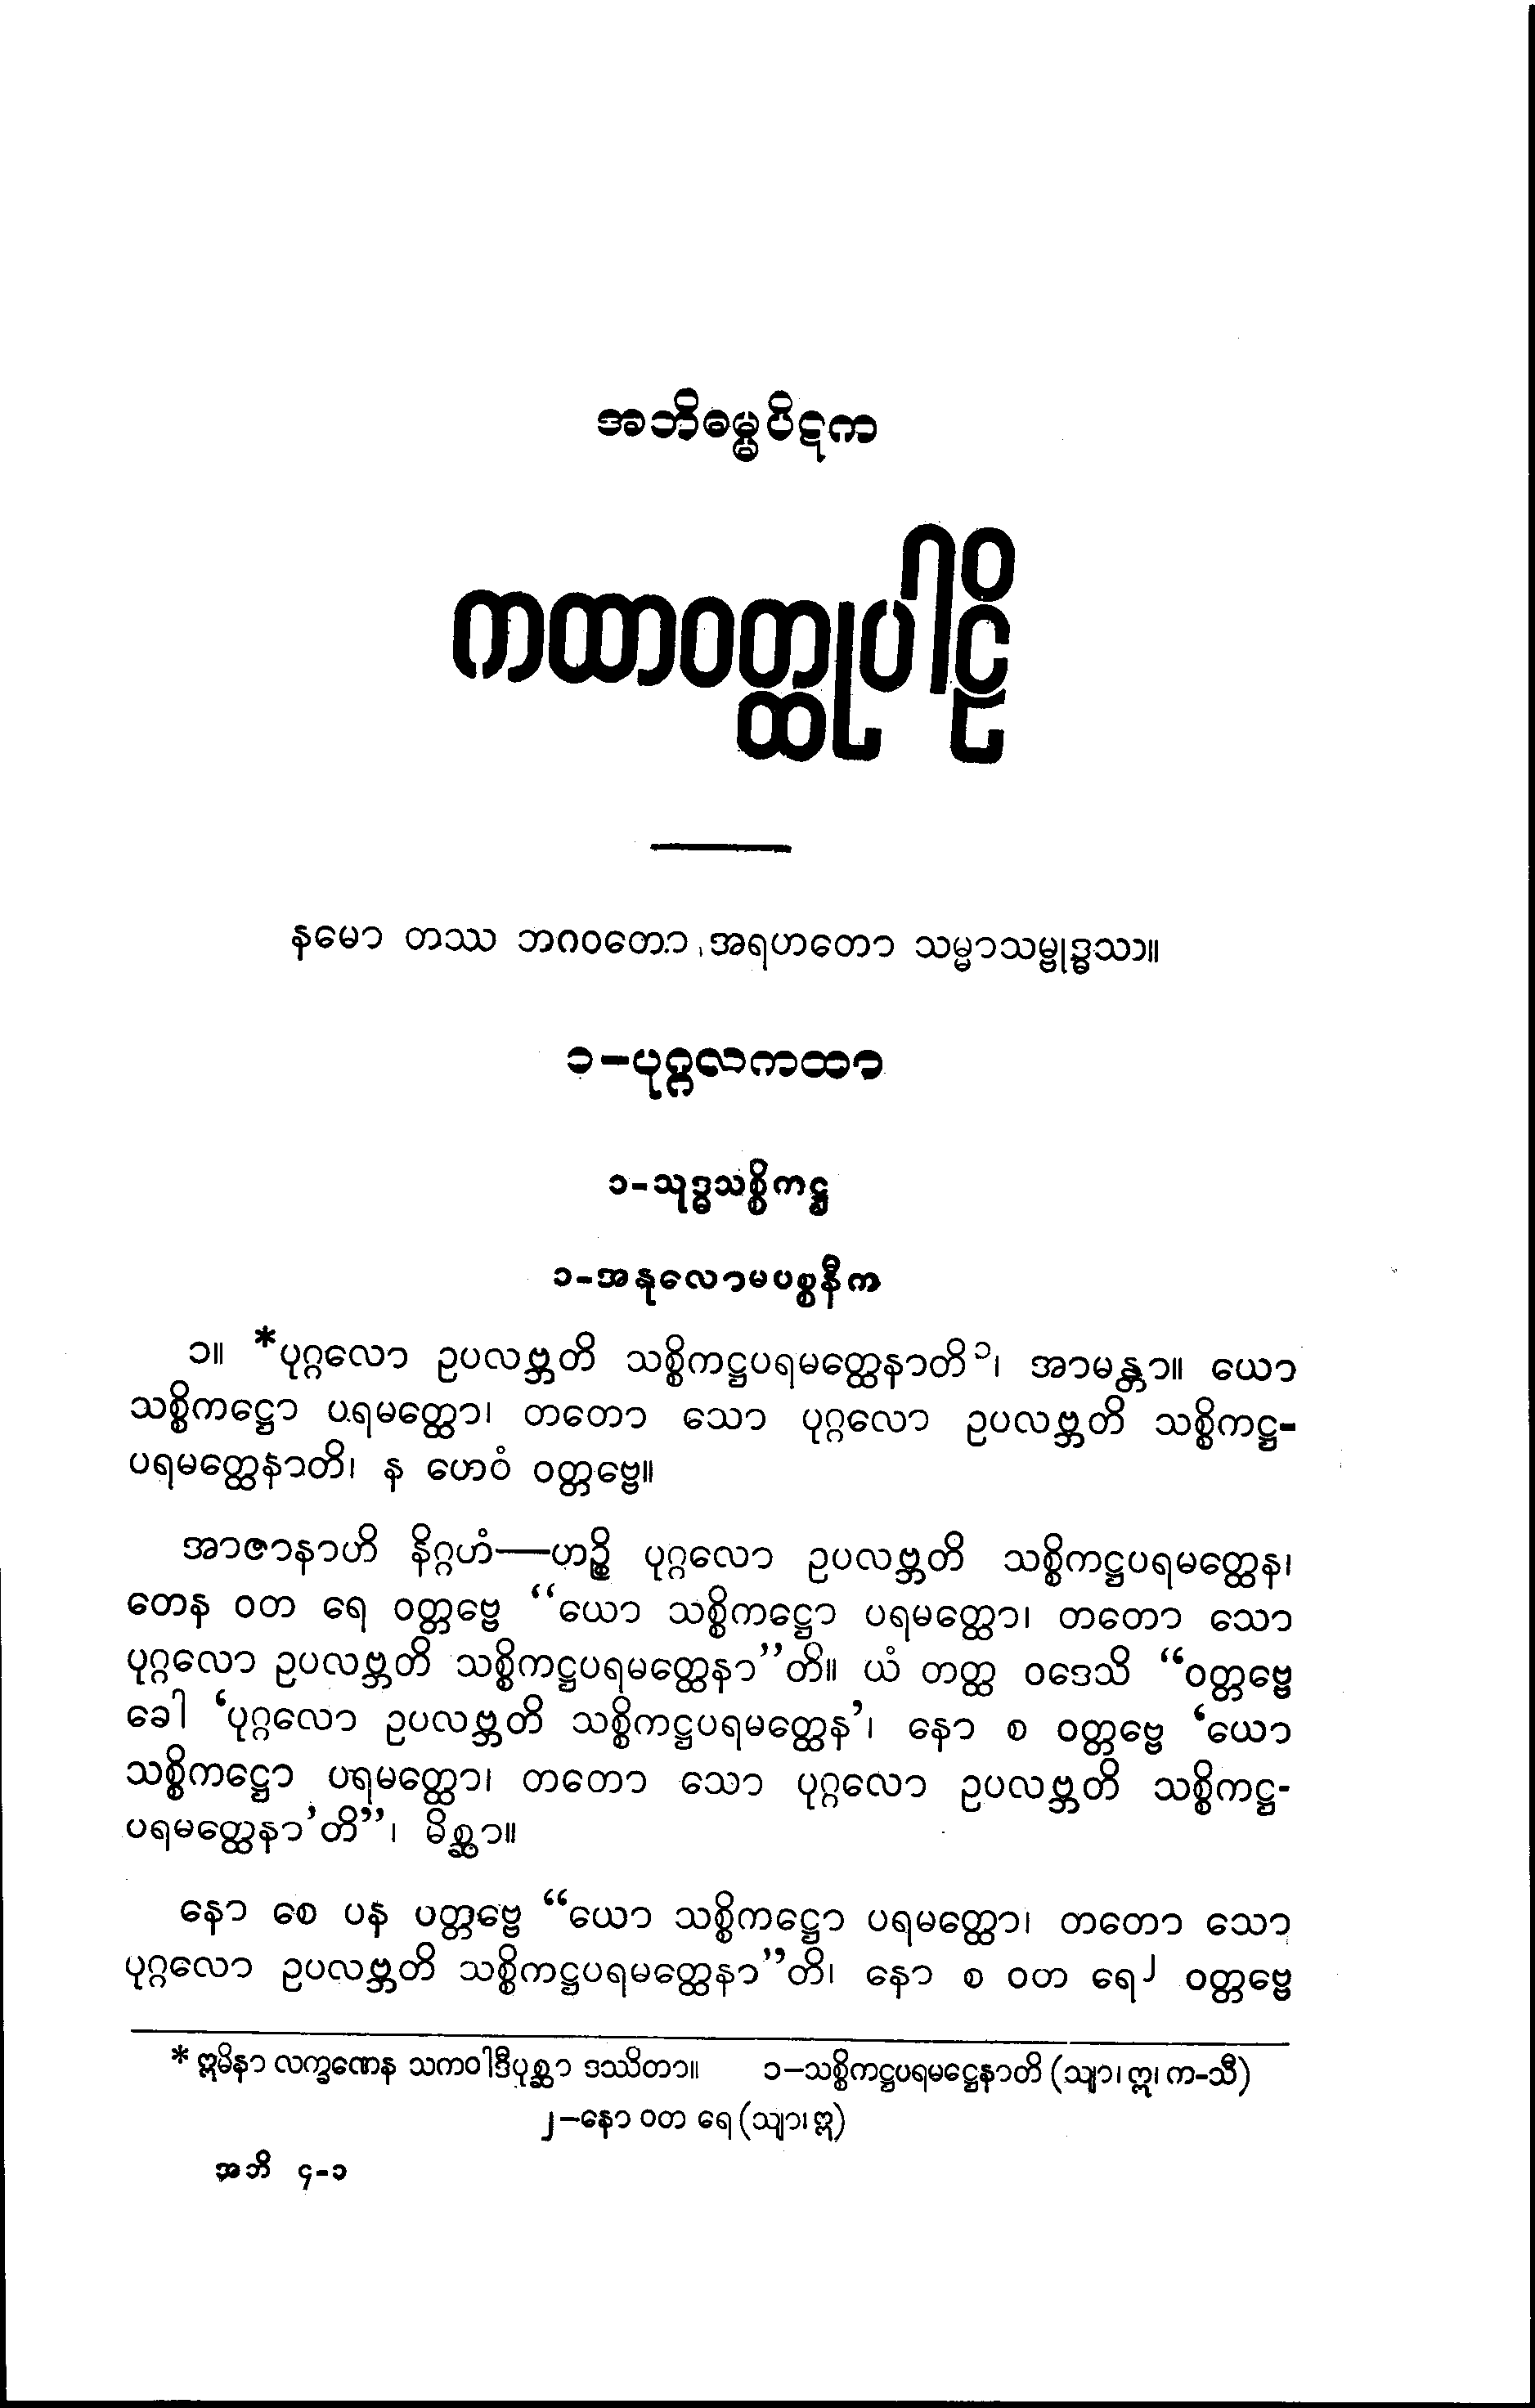 အဘိဓမ္မပိဋက
ကထာဝတ္ထုပါဠိ
နမော တဿ ဘဂဝတော အရဟတော သမ္မာသမ္ဗုဒ္ဓဿ။
၁-ပုဂ္ဂလကထာ
၁-သုဒ္ဓသစ္စိကဋ္ဌ
၁-အနုလောမပစ္စနီက
၁။ *ပုဂ္ဂလော ဥပလဗ္ဘတိ သစ္စိကဋ္ဌပရမတ္ထေနာတိ၁၊ အာမန္တာ။ ယော
သစ္စိကဋ္ဌော ပရမတ္ထော၊ တတော သော ပုဂ္ဂလော ဥပလဗ္ဘတိ သစ္စိကဋ္ဌ-
ပရမတ္ထေနာတိ၊ န ဟေဝံ ဝတ္တဗ္ဗေ။
အာဇာနာဟိ နိဂ္ဂဟံ—ဟဉ္စိ ပုဂ္ဂလော ဥပလဗ္ဘတိ သစ္စိကဋ္ဌပရမတ္ထေန၊
တေန ဝတ ရေ ဝတ္တဗ္ဗေ “ယော သစ္စိကဋ္ဌော ပရမတ္ထော၊ တတော သော
ပုဂ္ဂလော ဥပလဗ္ဘတိ သစ္စိကဋ္ဌပရမတ္ထေနာ”တိ။ ယံ တတ္ထ ဝဒေသိ “ဝတ္တဗ္ဗေ
ခေါ ‘ပုဂ္ဂလော ဥပလဗ္ဘတိ သစ္စိကဋ္ဌပရမတ္ထေန’၊ နော စ ဝတ္တဗ္ဗေ ‘ယော
သစ္စိကဋ္ဌော ပရမတ္ထော၊ တတော သော ပုဂ္ဂလော ဥပလဗ္ဘတိ သစ္စိကဋ္ဌ-
ပရမတ္ထေနာ’တိ”၊ မိစ္ဆာ။
နော စေ ပန ဝတ္တဗ္ဗေ “ယော သစ္စိကဋ္ဌော ပရမတ္ထော၊ တတော သော
ပုဂ္ဂလော ဥပလဗ္ဘတိ သစ္စိကဋ္ဌပရမတ္ထေနာ”တိ၊ နော စ ဝတ ရေ၂ ဝတ္တဗ္ဗေ
* ဣမိနာ လက္ခဏေန သကဝါဒီပုစ္ဆာ ဒဿိတာ။ ၁-သစ္စိကဋ္ဌပရမဋ္ဌေနာတိ (သျာ၊ ဣ၊ က-သီ)
၂-နော ဝတ ရေ (သျာ၊ ဣ)
အဘိ ၄-၁